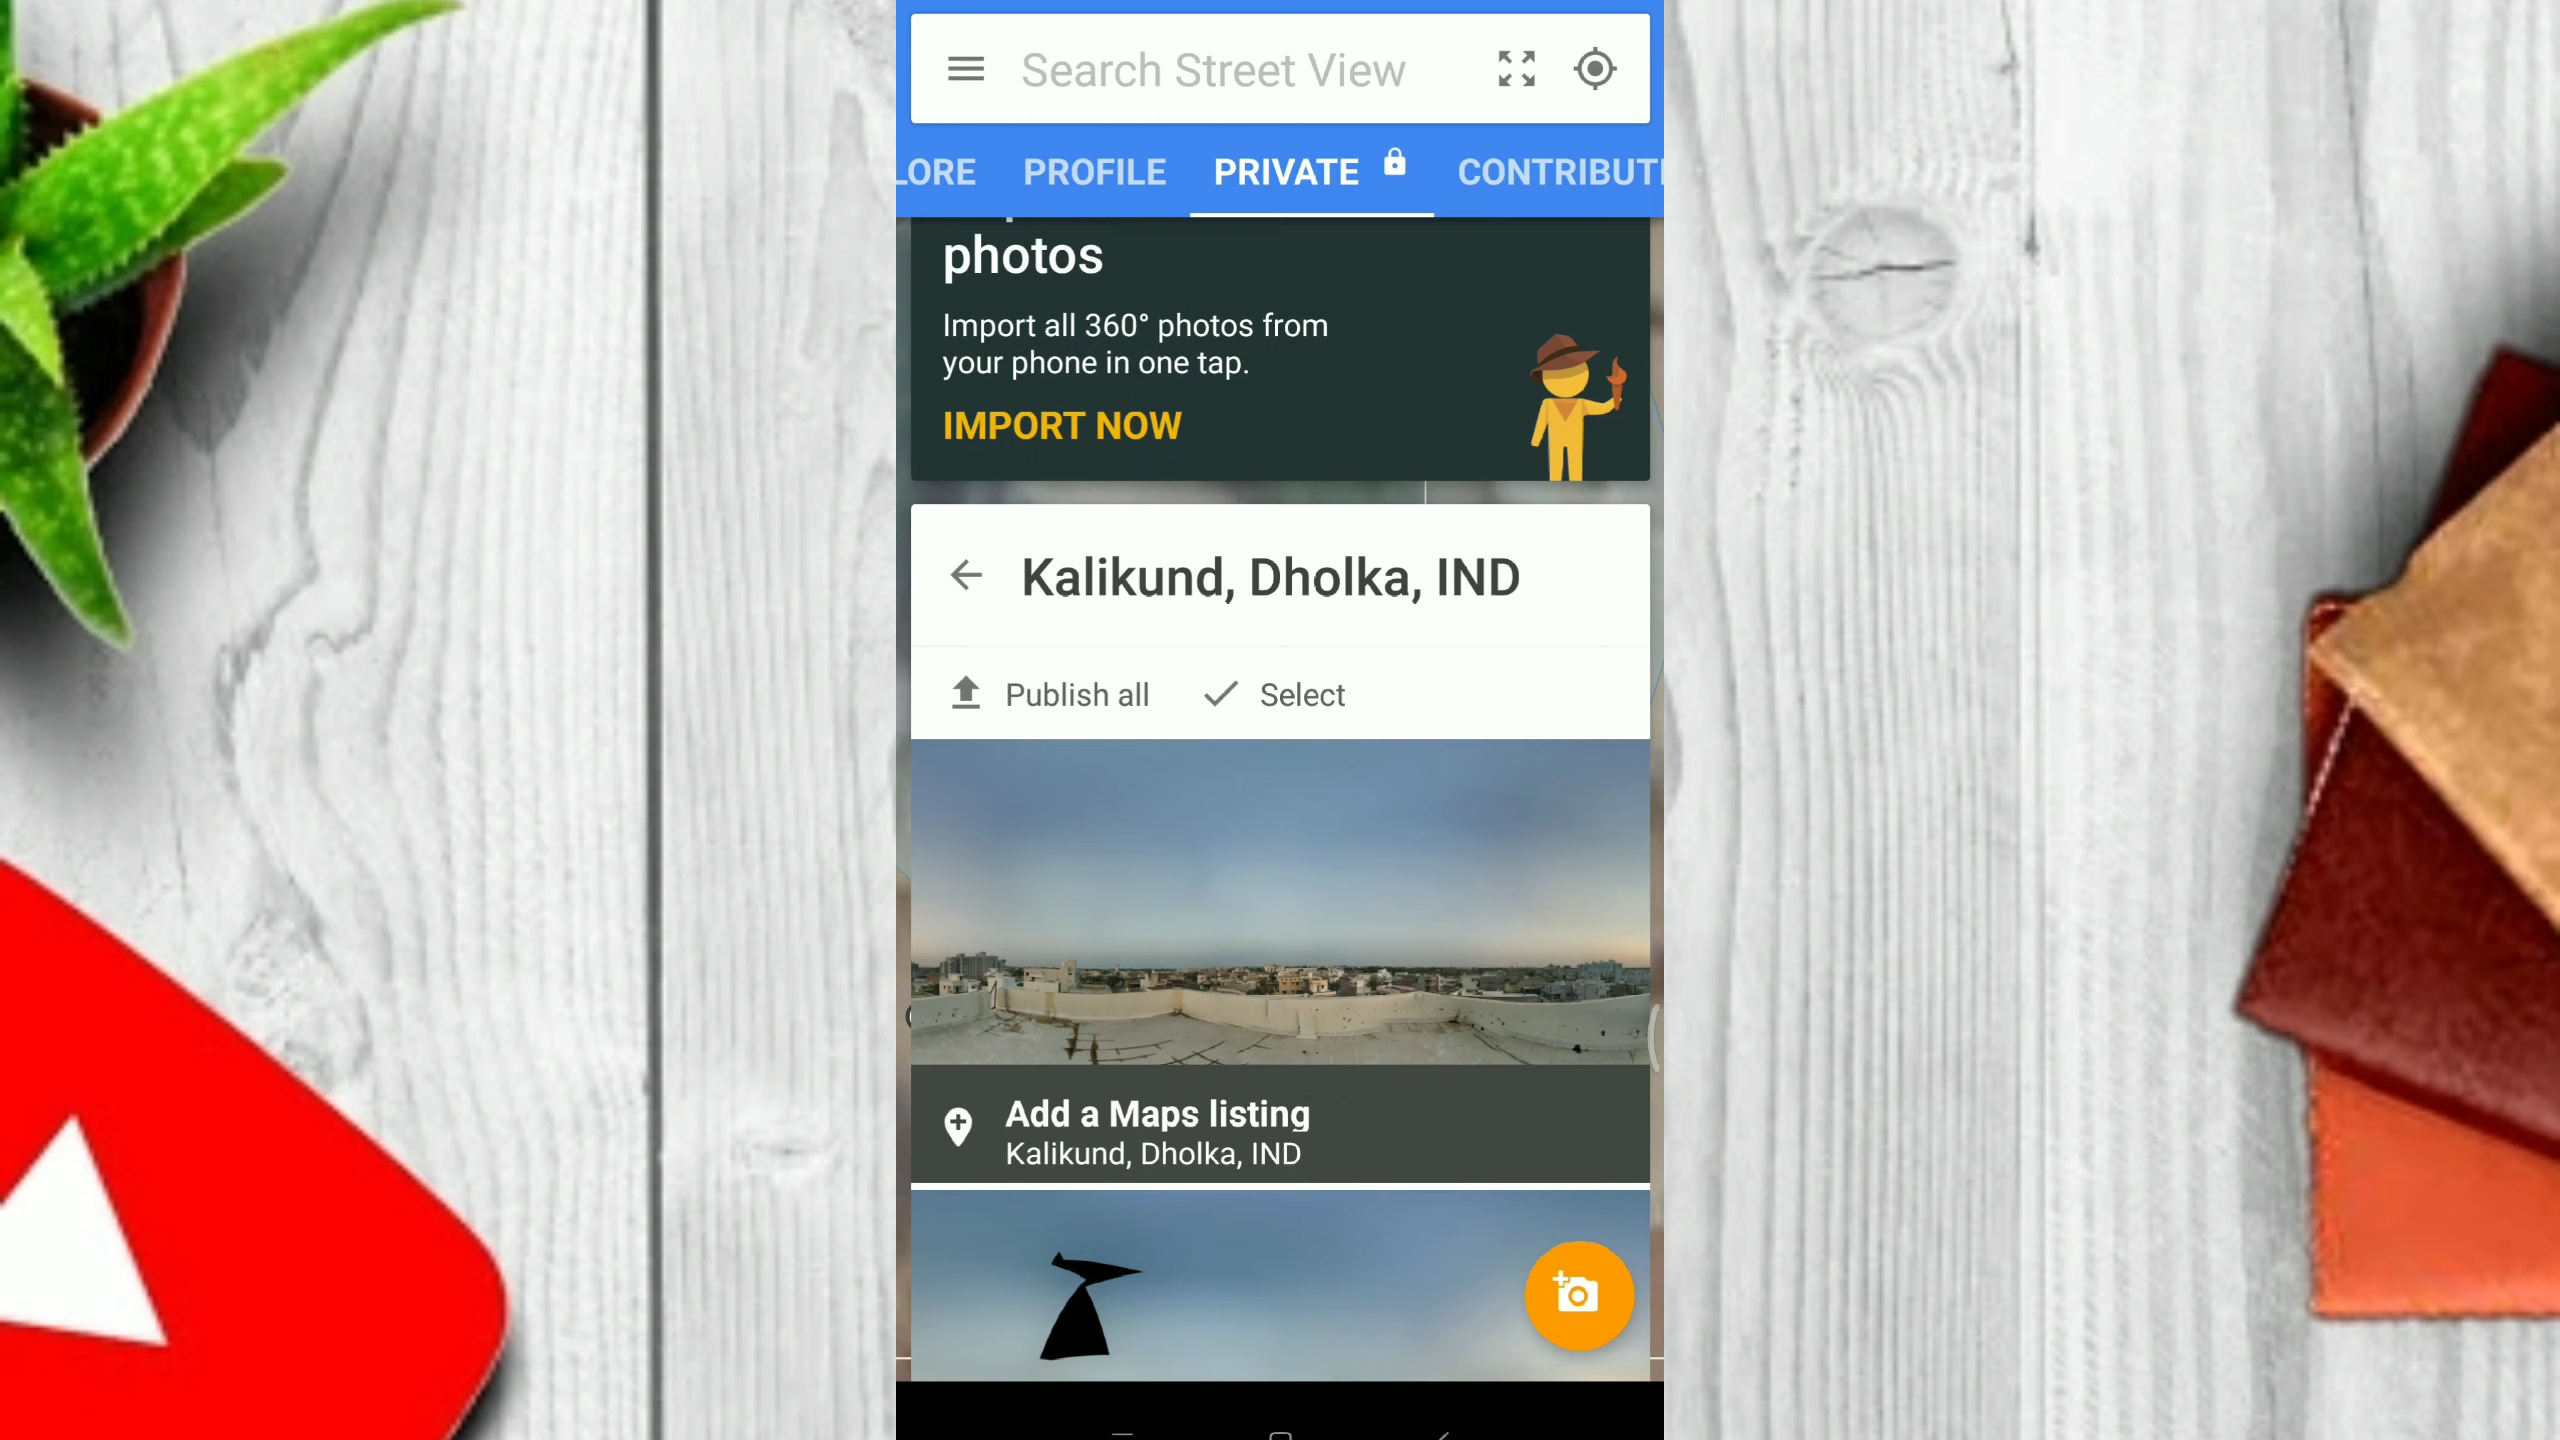 Search Street View
LORE PROFILE PRIVATE CONTRIBUT
photos
Import all 360° photos from
your phone in one tap.
IMPORT NOW
Kalikund, Dholka, IND
Publish all Select
Add a Maps listing
Kalikund, Dholka, IND